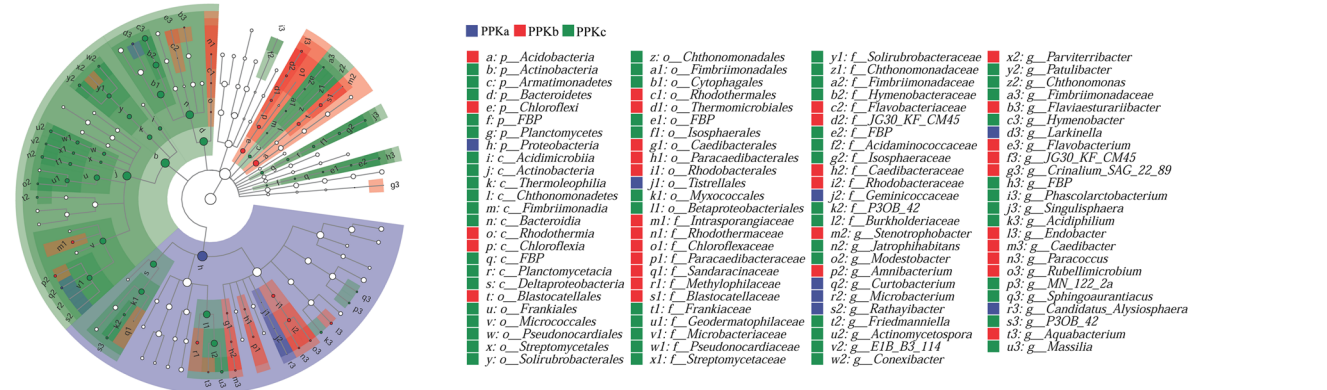 PPKa PPKb PPKc
a: p__Acidobacteria
b: p__Actinobacteria
c: p__Armatimonadetes
d: p__Bacteroidetes
e: p__Chloroflexi
f: p__FBP
g: p__Planctomycetes
h: p__Proteobacteria
i: c__Acidimicrobiia
j: c__Actinobacteria
k: c__Thermoleophilia
l: c__Chthonomonadetes
m: c__Fimbriimonadia
n: c__Bacteroidia
o: c__Rhodothermia
p: c__Chloroflexia
q: c__FBP
r: c__Planctomycetacia
s: c__Deltaproteobacteria
t: o__Blastocatellales
u: o__Frankiales
v: o__Micrococcales
w: o__Pseudonocardiales
x: o__Streptomycetales
y: o__Solirubrobacterales
z: o__Chthonomonadales
a1: o__Fimbriimonadales
b1: o__Cytophagales
c1: o__Rhodothermales
d1: o__Thermomicrobiales
e1: o__FBP
f1: o__Isosphaerales
g1: o__Caedibacterales
h1: o__Paracaedibacterales
i1: o__Rhodobacterales
j1: o__Tistrellales
k1: o__Myxococcales
l1: o__Betaproteobacteriales
m1: f__Intrasporangiaceae
n1: f__Rhodothermaceae
o1: f__Chloroflexaceae
p1: f__Paracaedibacteraceae
q1: f__Sandaracinaceae
r1: f__Methylophilaceae
s1: f__Blastocatellaceae
t1: f__Frankiaceae
u1: f__Geodermatophilaceae
v1: f__Microbacteriaceae
w1: f__Pseudonocardiaceae
x1: f__Streptomycetaceae
y1: f__Solirubrobacteraceae
z1: f__Chthonomonadaceae
a2: f__Fimbriimonadaceae
b2: f__Hymenobacteraceae
c2: f__Flavobacteriaceae
d2: f__JG30_KF_CM45
e2: f__FBP
f2: f__Acidaminococcaceae
g2: f__Isosphaeraceae
h2: f__Caedibacteraceae
i2: f__Rhodobacteraceae
j2: f__Geminicoccaceae
k2: f__P3OB_42
l2: f__Burkholderiaceae
m2: g__Stenotrophobacter
n2: g__Jatrophihabitans
o2: g__Modestobacter
p2: g__Amnibacterium
q2: g__Curtobacterium
r2: g__Microbacterium
s2: g__Rathayibacter
t2: g__Friedmanniella
u2: g__Actinomycetospora
v2: g__E1B_B3_114
w2: g__Conexibacter
x2: g__Parviterribacter
y2: g__Patulibacter
z2: g__Chthonomonas
a3: g__Fimbriimonadaceae
b3: g__Flaviaesturariibacter
c3: g__Hymenobacter
d3: g__Larkinella
e3: g__Flavobacterium
f3: g__JG30_KF_CM45
g3: g__Crinalium_SAG_22_89
h3: g__FBP
i3: g__Phascolarctobacterium
j3: g__Singulisphaera
k3: g__Acidiphilium
l3: g__Endobacter
m3: g__Caedibacter
n3: g__Paracoccus
o3: g__Rubellimicrobium
p3: g__MN_122a
q3: g__Sphingoaurantiacus
r3: g__Candidatus_Alysiosphaera
s3: g__P3OB_42
t3: g__Aquabacterium
u3: g__Massilia